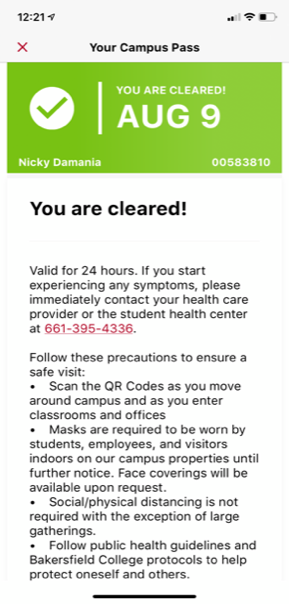 12:21
Your Campus Pass
YOU ARE CLEARED!
AUG 9
Nicky Damania 00583810
You are cleared!
Valid for 24 hours. If you start
experiencing any symptoms, please
immediately contact your health care
provider or the student health center
at 661-395-4336.
Follow these precautions to ensure a
safe visit:
• Scan the QR Codes as you move
around campus and as you enter
classrooms and offices
• Masks are required to be worn by
students, employees, and visitors
indoors on our campus properties until
further notice. Face coverings will be
available upon request.
• Social/physical distancing is not
required with the exception of large
gatherings.
• Follow public health guidelines and
Bakersfield College protocols to help
protect oneself and others.